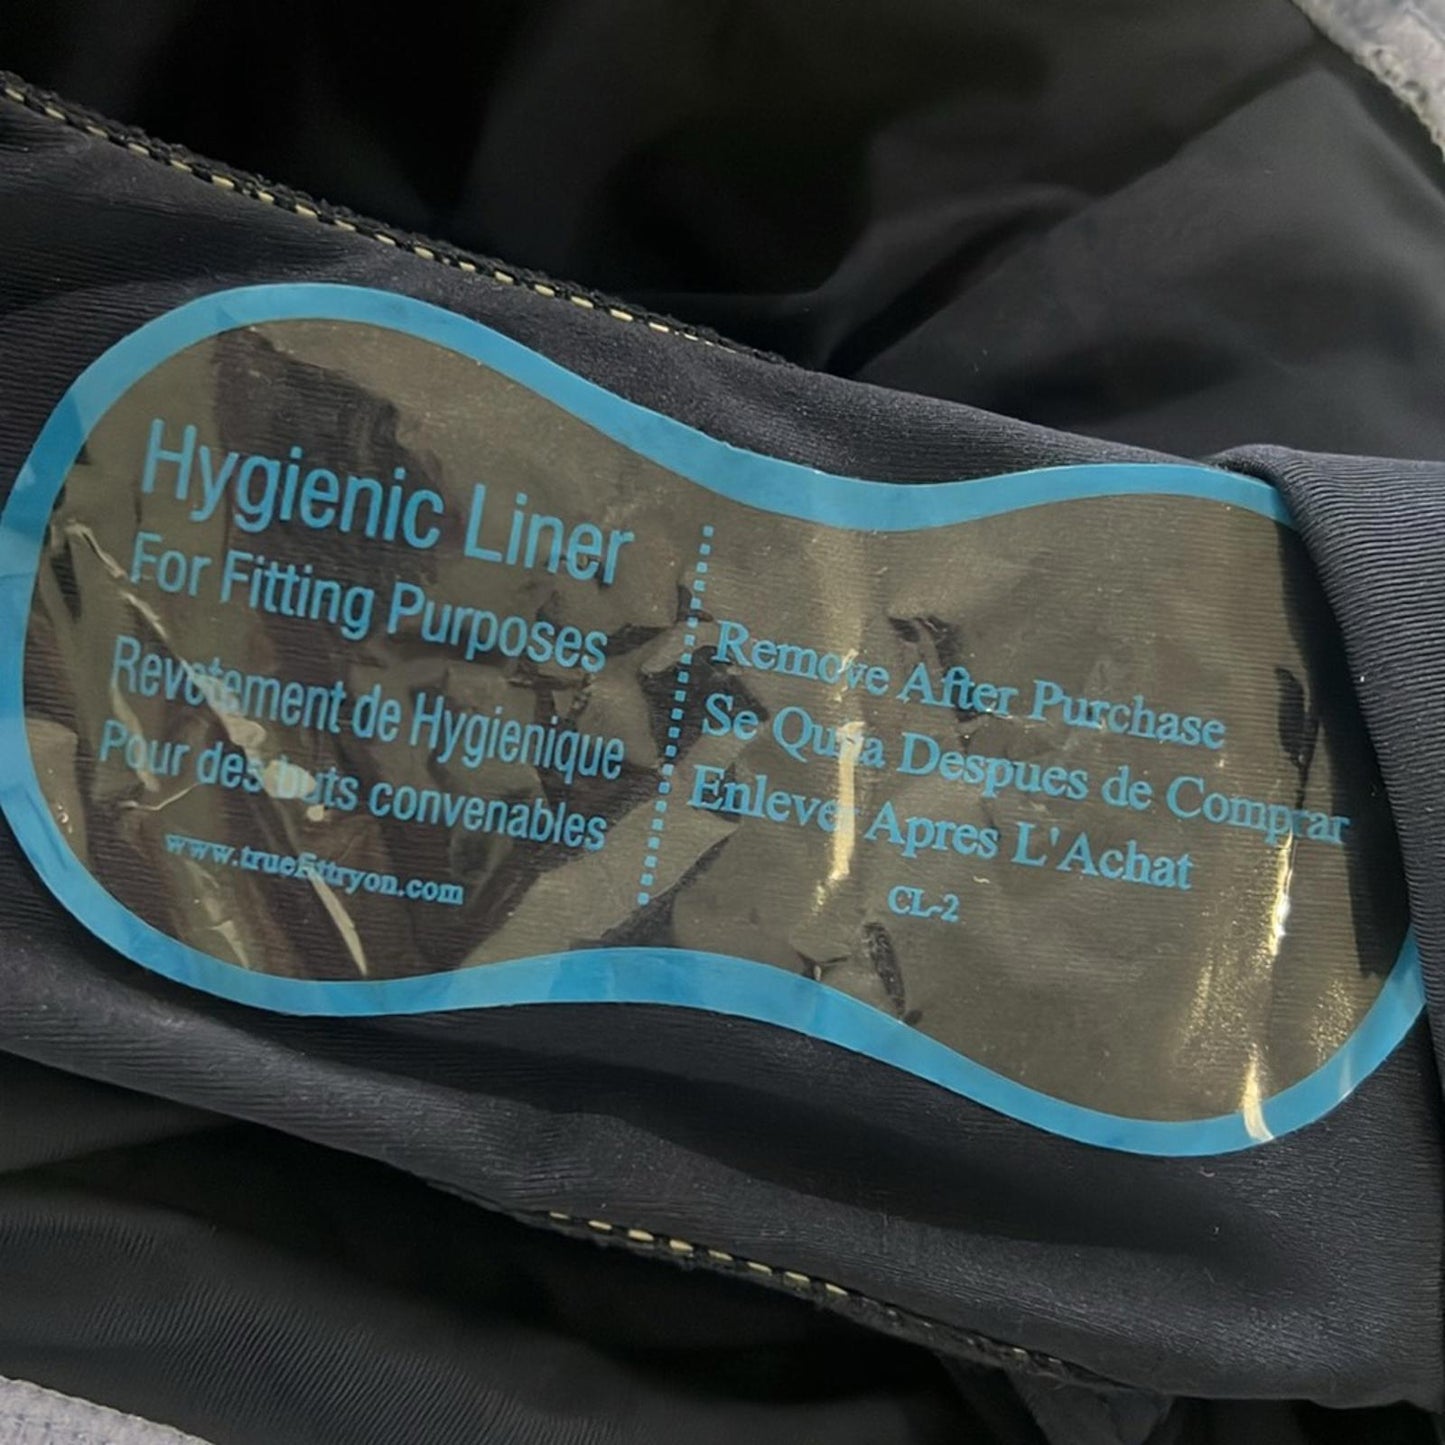 Hygienic Liner
For Fitting Purposes
Revetement de Hygienique
Pour des buts convenables
www.trueFittryon.com
Remove After Purchase
Se Quita Despues de Comprar
Enlever Apres L'Achat
CL-2